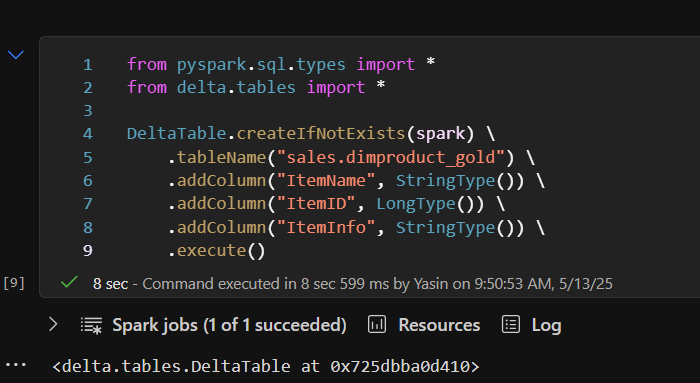 1 from pyspark.sql.types import *
2 from delta.tables import *
3
4 DeltaTable.createIfNotExists(spark) \
5     .tableName("sales.dimproduct_gold") \
6     .addColumn("ItemName", StringType()) \
7     .addColumn("ItemID", LongType()) \
8     .addColumn("ItemInfo", StringType()) \
9     .execute()
[9] 8 sec - Command executed in 8 sec 599 ms by Yasin on 9:50:53 AM, 5/13/25
Spark jobs (1 of 1 succeeded) Resources Log
... <delta.tables.DeltaTable at 0x725dbba0d410>